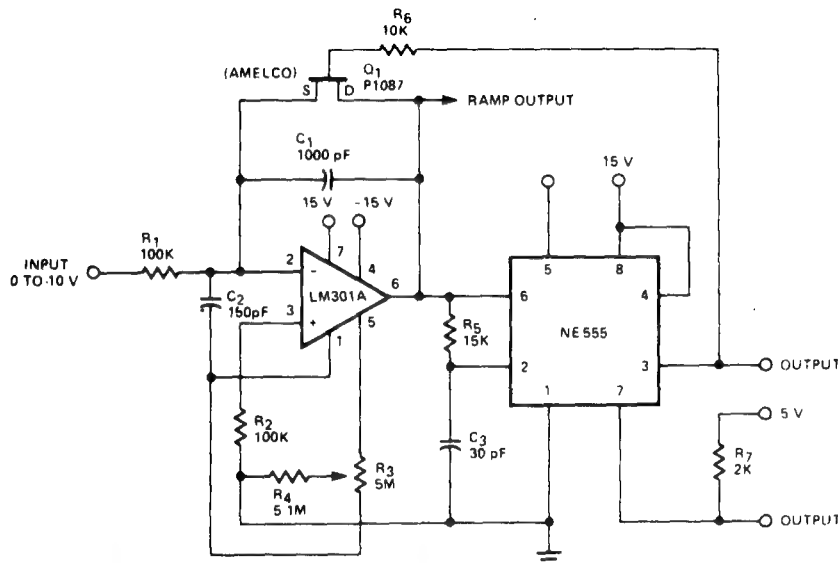 R6
10K
(AMELCO)
Q1
P1087
S
D
RAMP OUTPUT
C1
1000 pF
15 V
-15 V
15 V
R1
100K
INPUT
0 TO-10 V
2
7
4
-
LM301A
6
C2
150pF
3
+
5
1
5
8
6
4
R5
15K
NE555
2
3
OUTPUT
1
7
5 V
R2
100K
C3
30 pF
R7
2K
R3
5M
R4
5 1M
OUTPUT